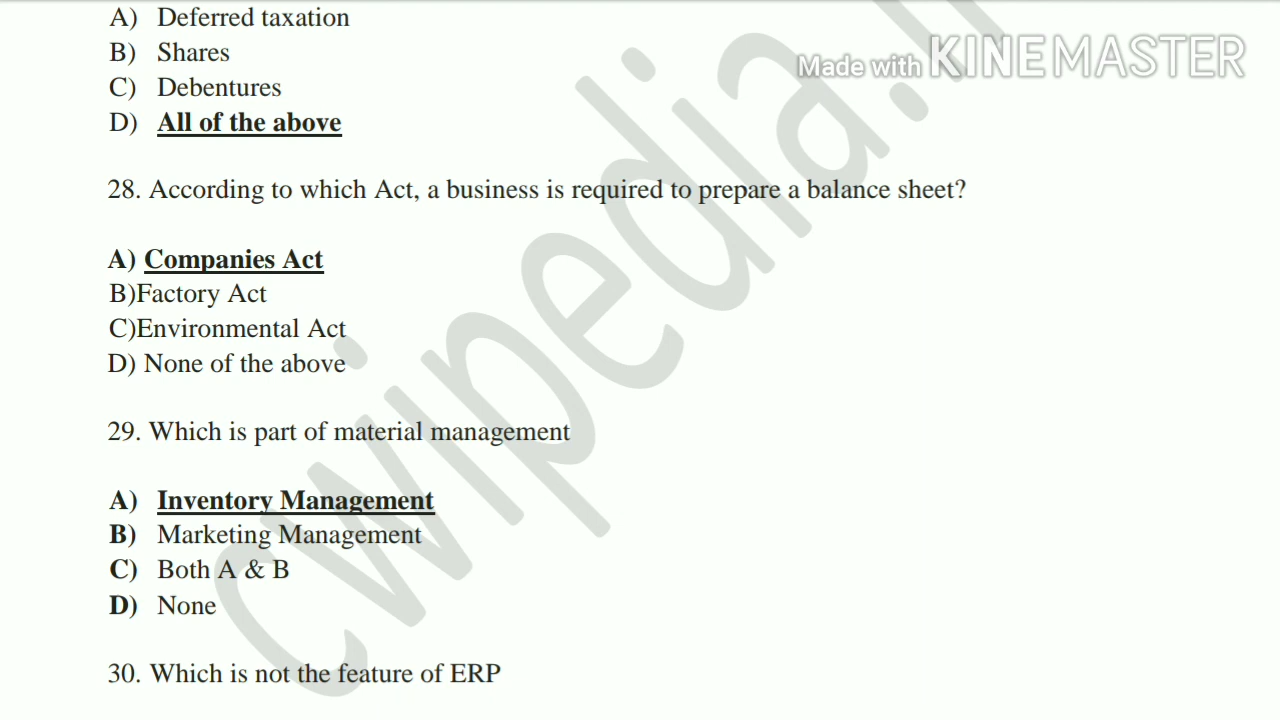 A) Deferred taxation
Made with KINEMASTER
B) Shares
C) Debentures
D) All of the above
28. According to which Act, a business is required to prepare a balance sheet?
A) Companies Act
B)Factory Act
C)Environmental Act
D) None of the above
29. Which is part of material management
A) Inventory Management
B) Marketing Management
C) Both A & B
D) None
30. Which is not the feature of ERP
cwipedia.i